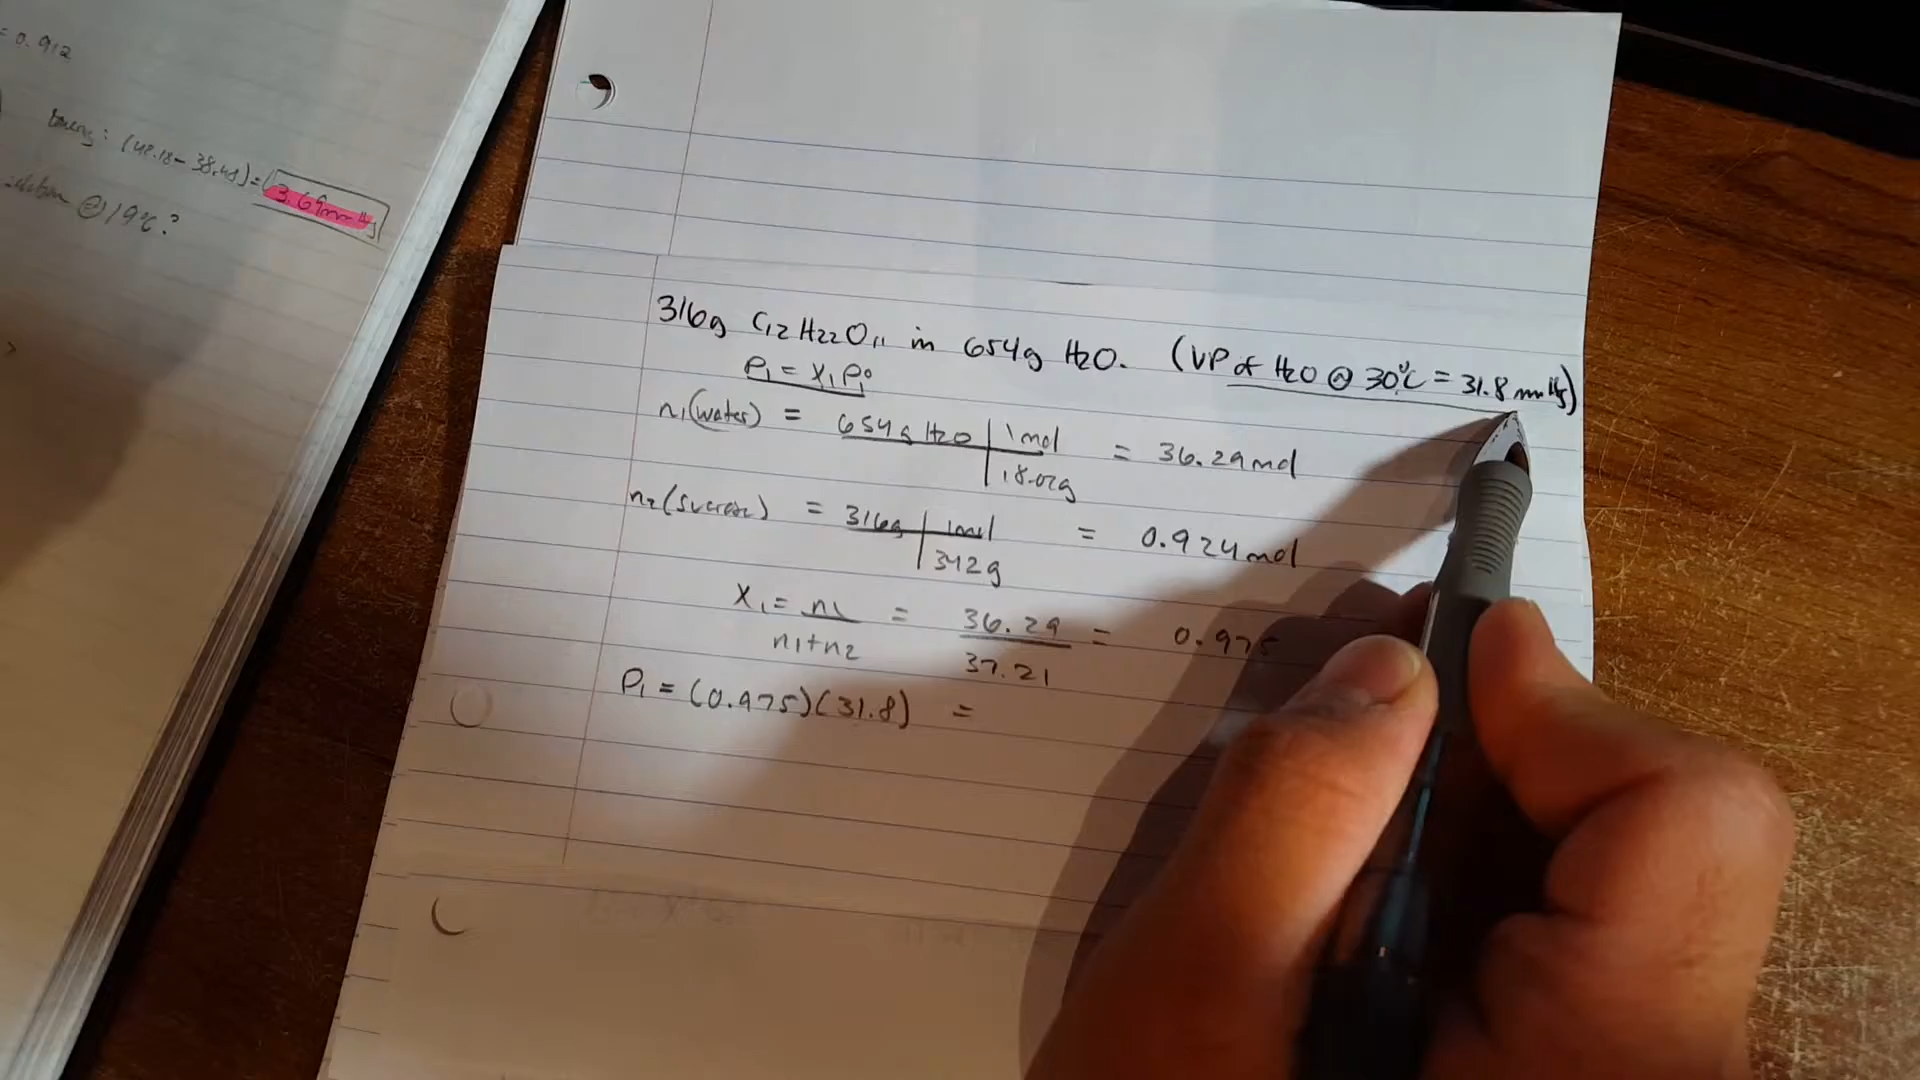 = 0.912
(48.18 - 38.48) = 3.69mmHg
@ 19°C?
316g C12H22O11 in 654g H2O. (VP of H2O @ 30°C = 31.8 mmHg)
P1 = X1P1°
n1(water) = 654g H2O | 1mol = 36.29mol
18.02g
n2(sucrose) = 316g | 1mol = 0.924mol
342g
X1 = n1 = 36.29 = 0.975
n1+n2 37.21
P1 = (0.975)(31.8) =